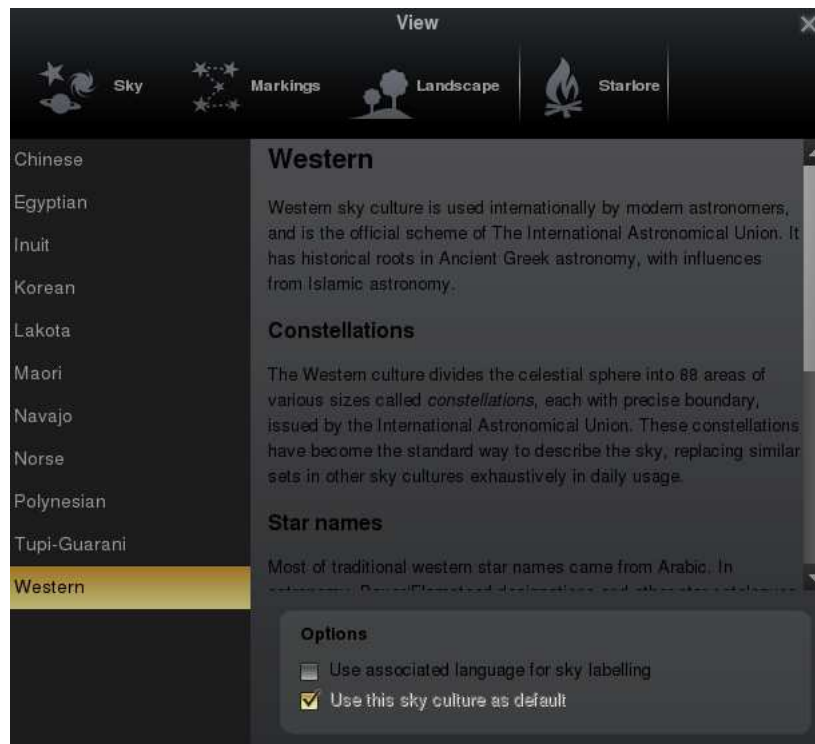 View
Sky
Markings
Landscape
Starlore
Chinese
Egyptian
Inuit
Korean
Lakota
Maori
Navajo
Norse
Polynesian
Tupi-Guarani
Western
Western
Western sky culture is used internationally by modern astronomers,
and is the official scheme of The International Astronomical Union. It
has historical roots in Ancient Greek astronomy, with influences
from Islamic astronomy.
Constellations
The Western culture divides the celestial sphere into 88 areas of
various sizes called constellations, each with precise boundary,
issued by the International Astronomical Union. These constellations
have become the standard way to describe the sky, replacing similar
sets in other sky cultures exhaustively in daily usage.
Star names
Most of traditional western star names came from Arabic. In
Options
Use associated language for sky labelling
Use this sky culture as default